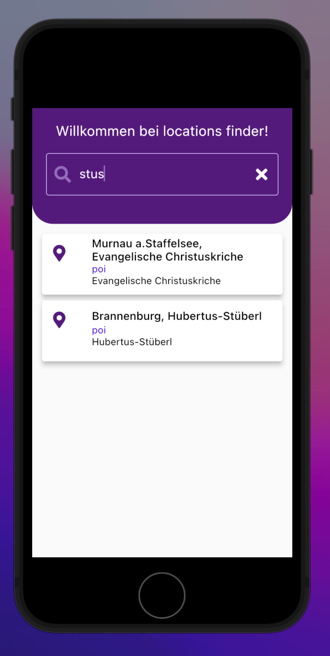 Willkommen bei locations finder!
stus
Murnau a.Staffelsee,
Evangelische Christuskriche
poi
Evangelische Christuskriche
Brannenburg, Hubertus-Stüberl
poi
Hubertus-Stüberl